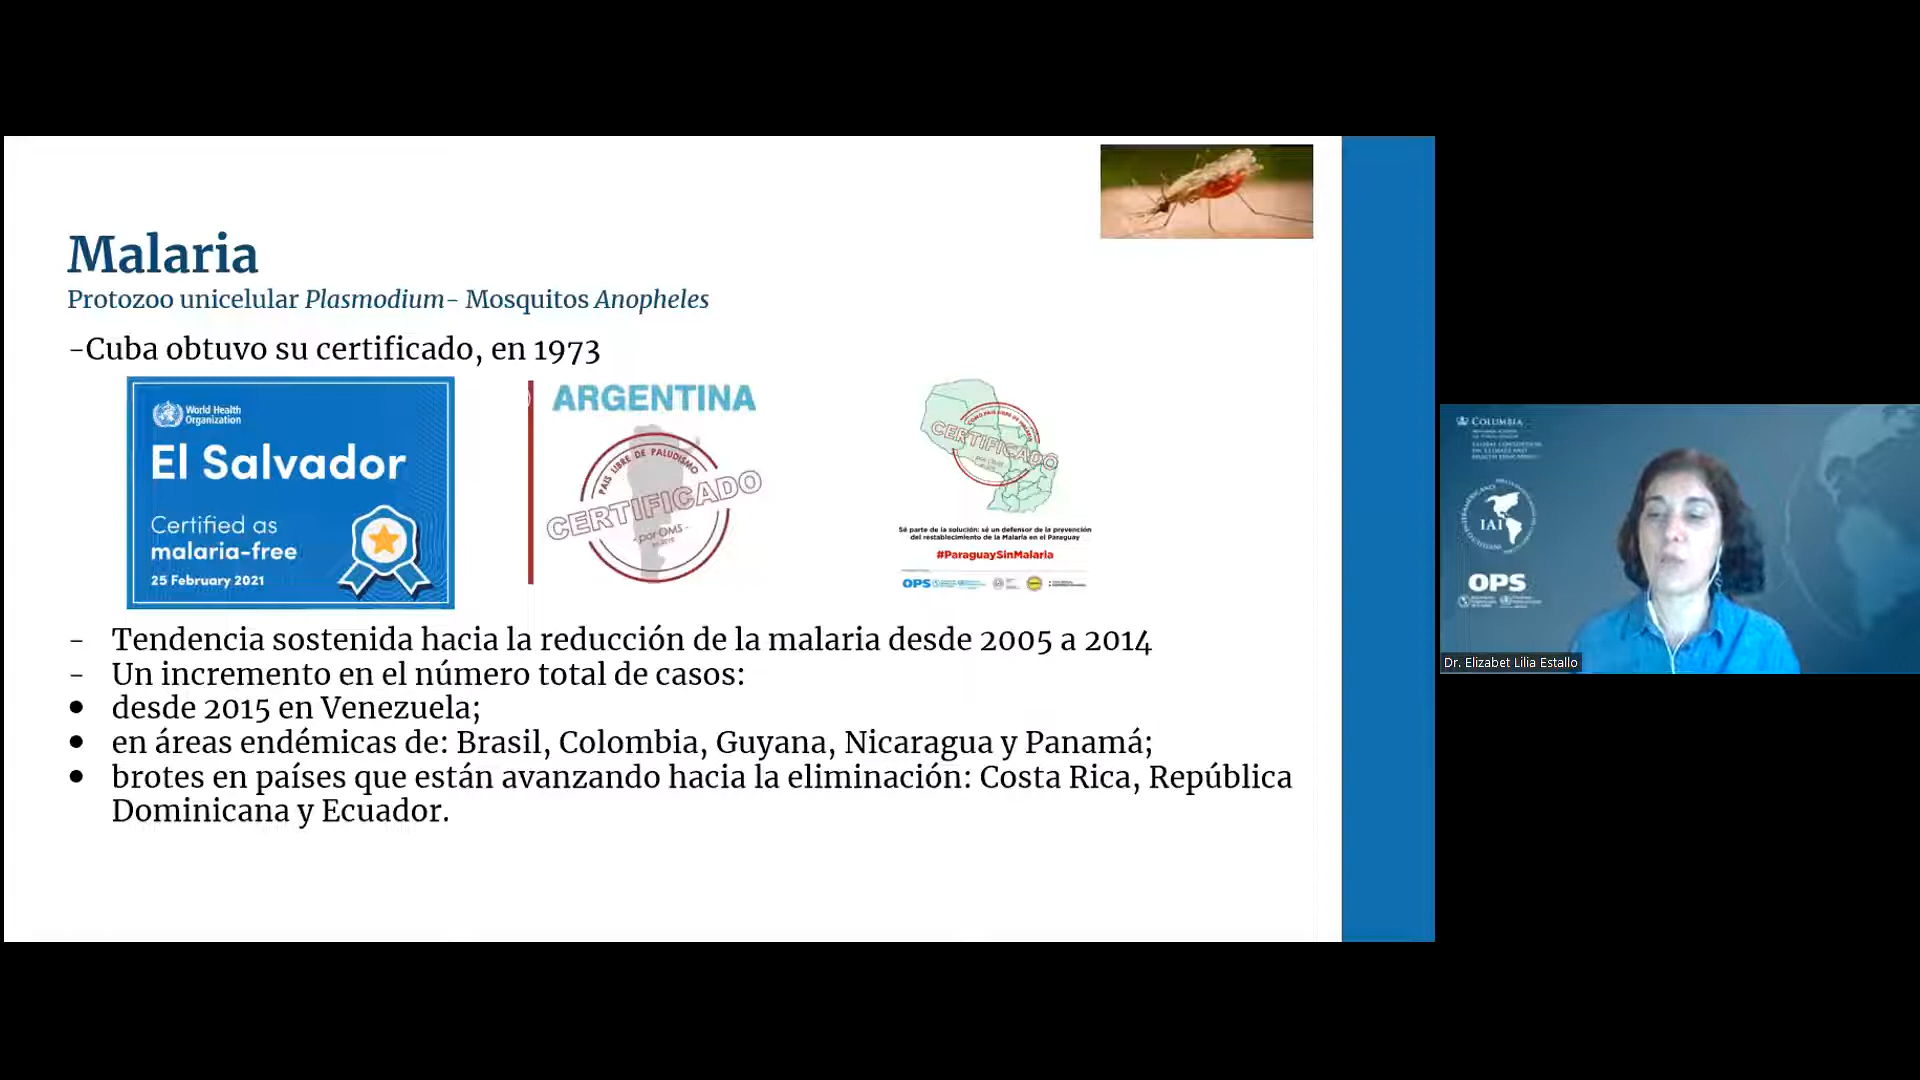 Malaria
Protozoo unicelular Plasmodium- Mosquitos Anopheles
-Cuba obtuvo su certificado, en 1973
World Health
Organization
El Salvador
Certified as
malaria-free
25 February 2021
ARGENTINA
PAÍS LIBRE DE PALUDISMO
CERTIFICADO
- por OMS -
CERTIFICADO
Sé parte de la solución: sé un defensor de la prevención
del restablecimiento de la Malaria en el Paraguay
#ParaguaySinMalaria
OPS
- Tendencia sostenida hacia la reducción de la malaria desde 2005 a 2014
- Un incremento en el número total de casos:
● desde 2015 en Venezuela;
● en áreas endémicas de: Brasil, Colombia, Guyana, Nicaragua y Panamá;
● brotes en países que están avanzando hacia la eliminación: Costa Rica, República
Dominicana y Ecuador.
COLUMBIA
IAI
OPS
Dr. Elizabet Lilia Estallo